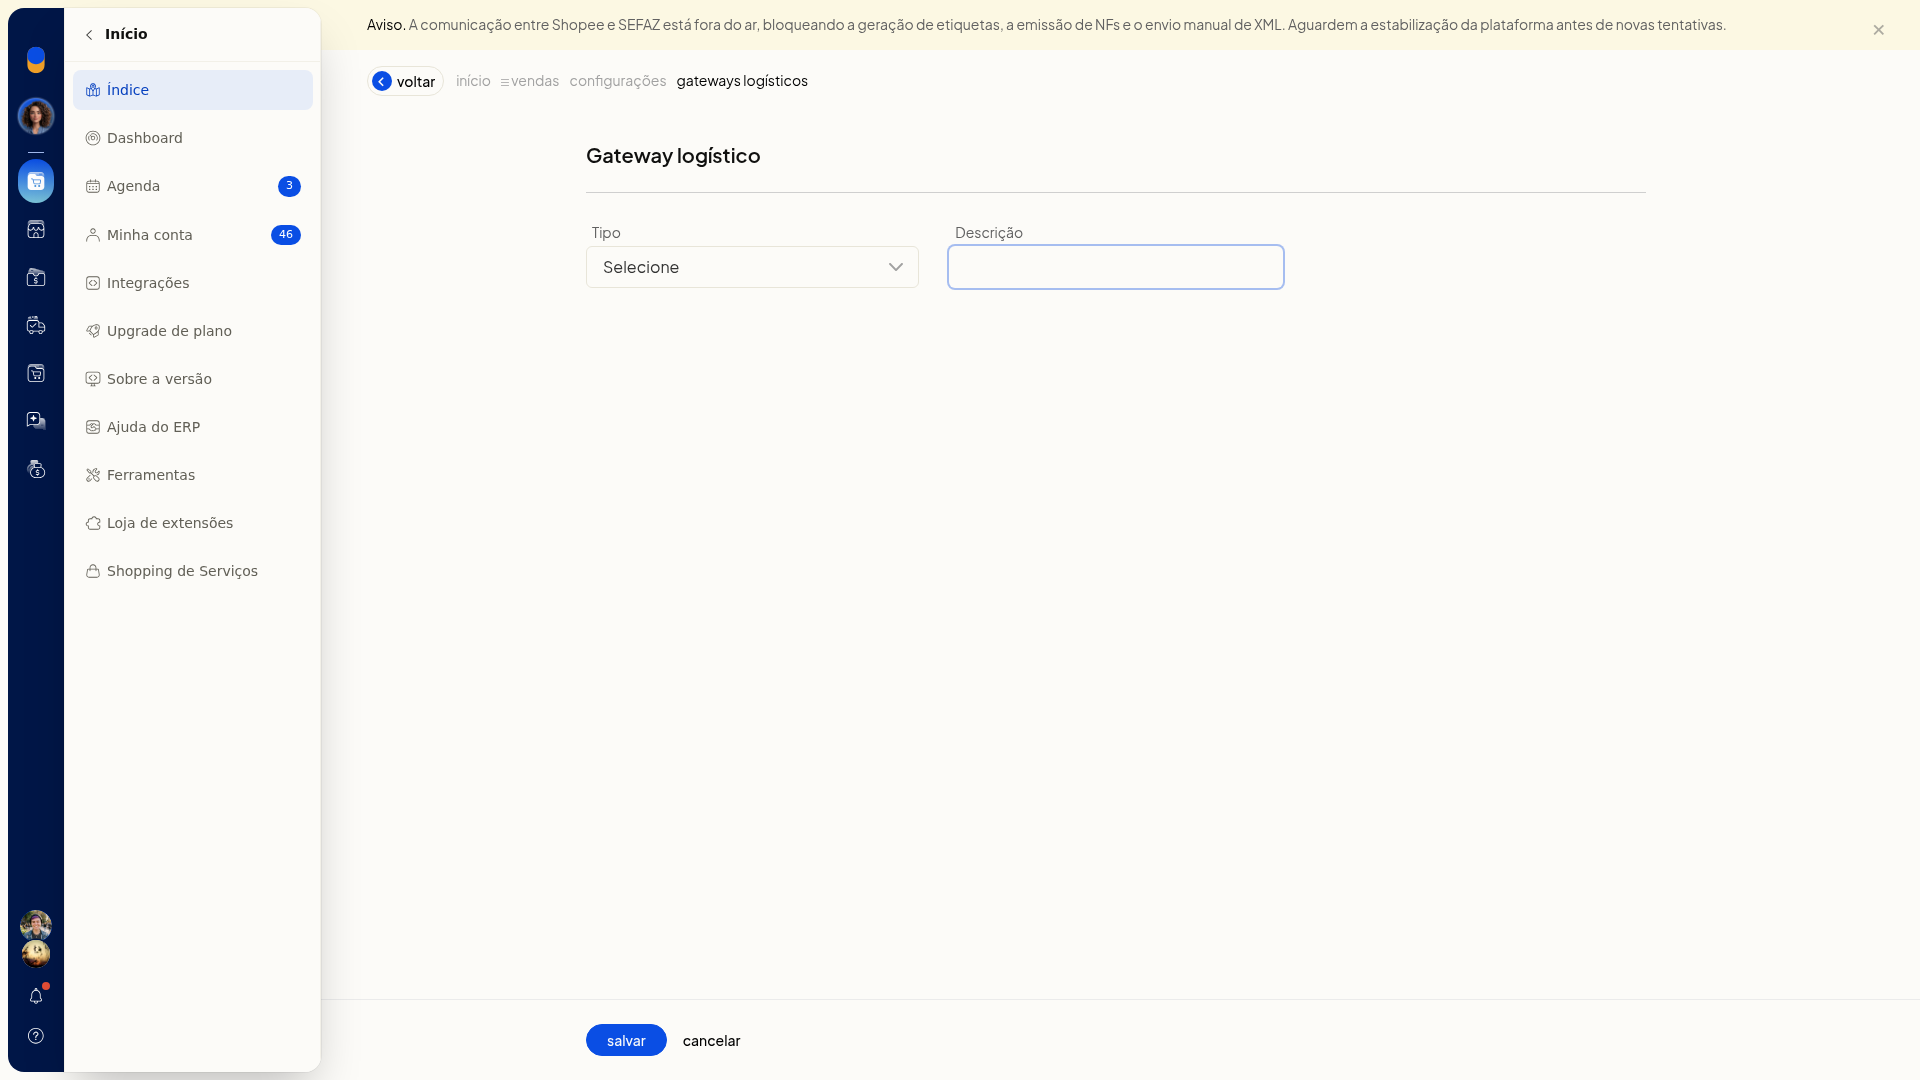 Início
Índice
Dashboard
Agenda
3
Minha conta
46
Integrações
Upgrade de plano
Sobre a versão
Ajuda do ERP
Ferramentas
Loja de extensões
Shopping de Serviços
Aviso. A comunicação entre Shopee e SEFAZ está fora do ar, bloqueando a geração de etiquetas, a emissão de NFs e o envio manual de XML. Aguardem a estabilização da plataforma antes de novas tentativas.
voltar início vendas configurações gateways logísticos
Gateway logístico
Tipo
Selecione
Descrição
salvar cancelar